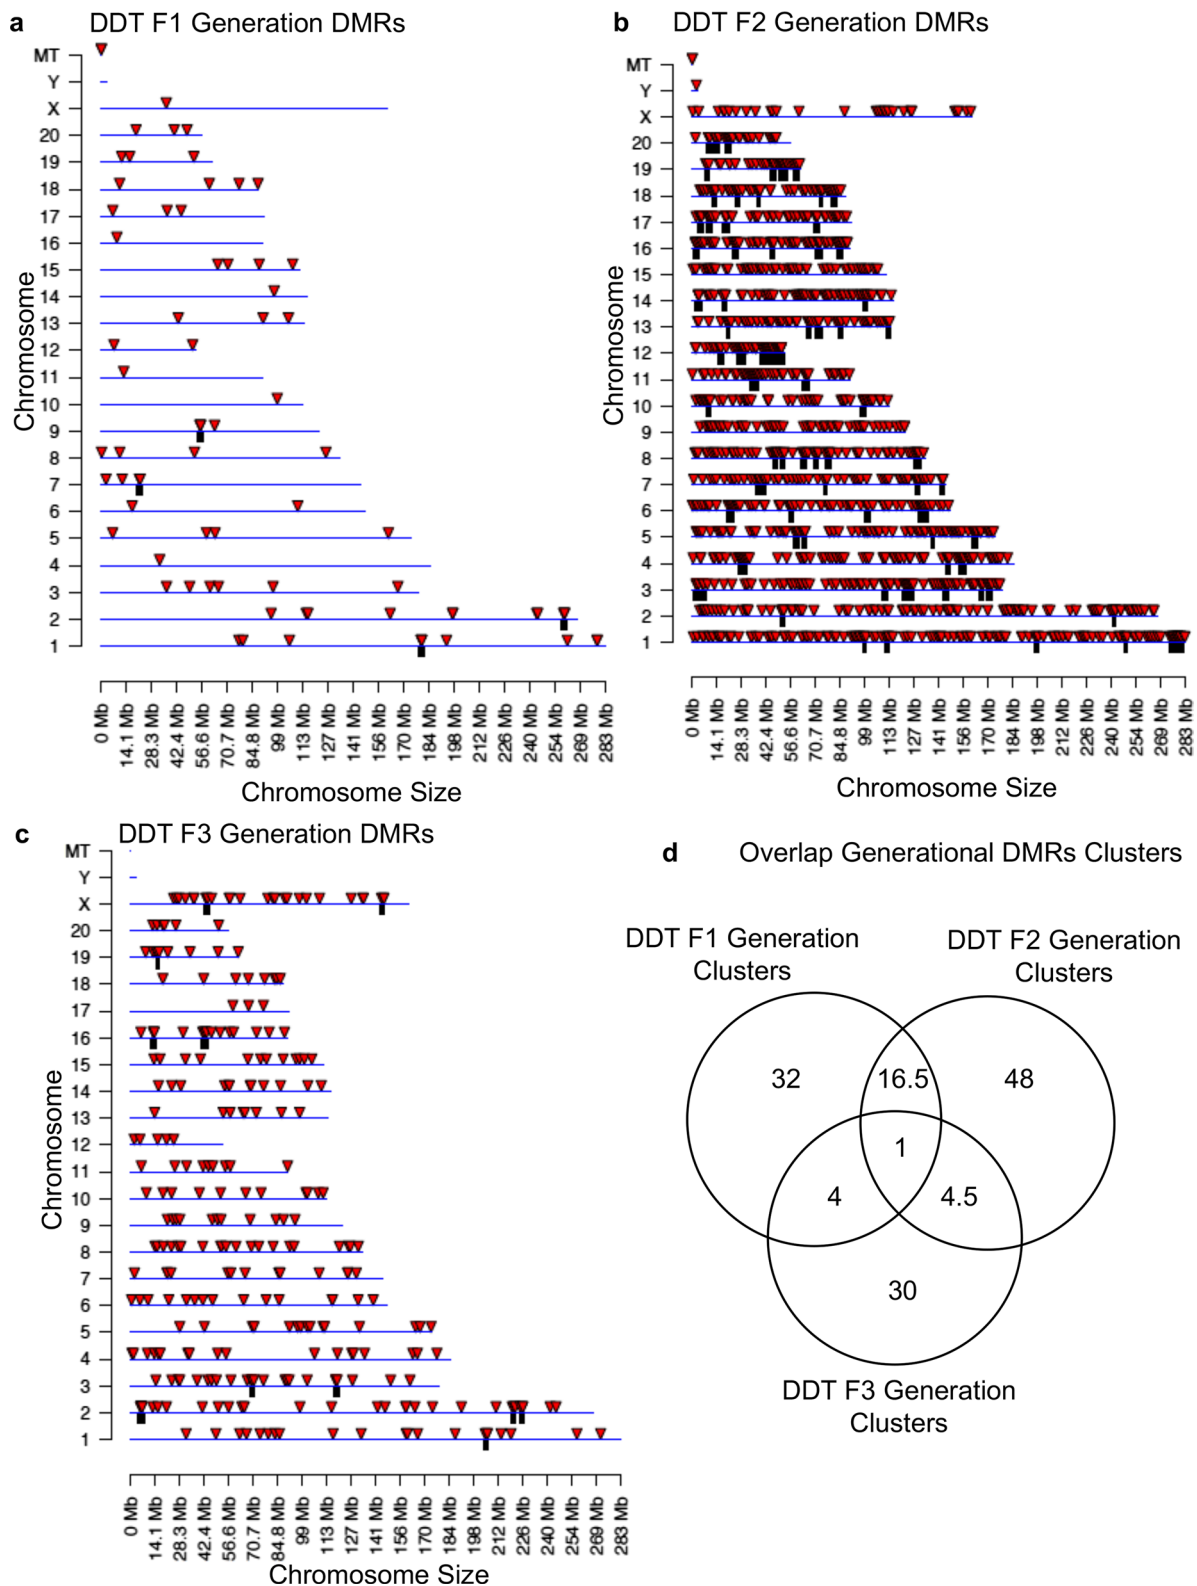 a DDT F1 Generation DMRs
MT
Y
X
20
19
18
17
16
15
14
13
12
11
10
9
8
7
6
5
4
3
2
1
Chromosome
0 Mb
14.1 Mb
28.3 Mb
42.4 Mb
56.6 Mb
70.7 Mb
84.8 Mb
99 Mb
113 Mb
127 Mb
141 Mb
156 Mb
170 Mb
184 Mb
198 Mb
212 Mb
226 Mb
240 Mb
254 Mb
269 Mb
283 Mb
Chromosome Size
b DDT F2 Generation DMRs
MT
Y
X
20
19
18
17
16
15
14
13
12
11
10
9
8
7
6
5
4
3
2
1
Chromosome
0 Mb
14.1 Mb
28.3 Mb
42.4 Mb
56.6 Mb
70.7 Mb
84.8 Mb
99 Mb
113 Mb
127 Mb
141 Mb
156 Mb
170 Mb
184 Mb
198 Mb
212 Mb
226 Mb
240 Mb
254 Mb
269 Mb
283 Mb
Chromosome Size
c DDT F3 Generation DMRs
MT
Y
X
20
19
18
17
16
15
14
13
12
11
10
9
8
7
6
5
4
3
2
1
Chromosome
0 Mb
14.1 Mb
28.3 Mb
42.4 Mb
56.6 Mb
70.7 Mb
84.8 Mb
99 Mb
113 Mb
127 Mb
141 Mb
156 Mb
170 Mb
184 Mb
198 Mb
212 Mb
226 Mb
240 Mb
254 Mb
269 Mb
283 Mb
Chromosome Size
d Overlap Generational DMRs Clusters
DDT F1 Generation
Clusters
DDT F2 Generation
Clusters
32
16.5
48
1
4
4.5
30
DDT F3 Generation
Clusters